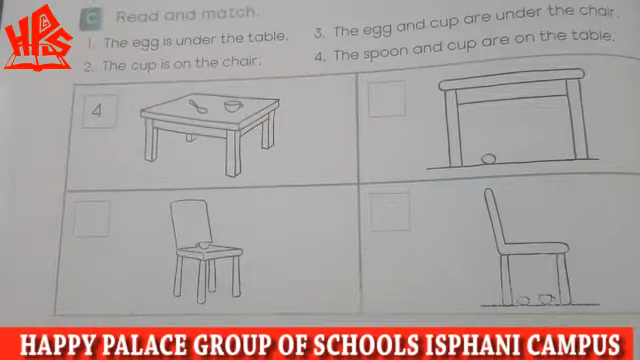 HPGS
C Read and match.
1. The egg is under the table.
2. The cup is on the chair.
3. The egg and cup are under the chair.
4. The spoon and cup are on the table.
4
HAPPY PALACE GROUP OF SCHOOLS ISPHANI CAMPUS